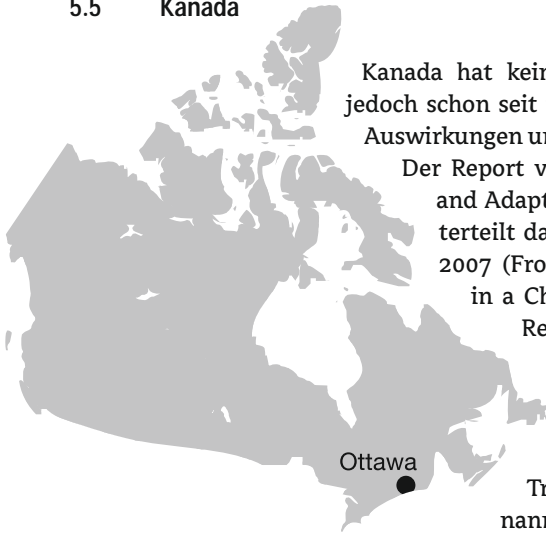 5.5 Kanada
Kanada hat kein
jedoch schon seit
Auswirkungen un
Der Report v
and Adapt
terteilt da
2007 (Fro
in a Ch
Re
Ottawa
Tr
nann